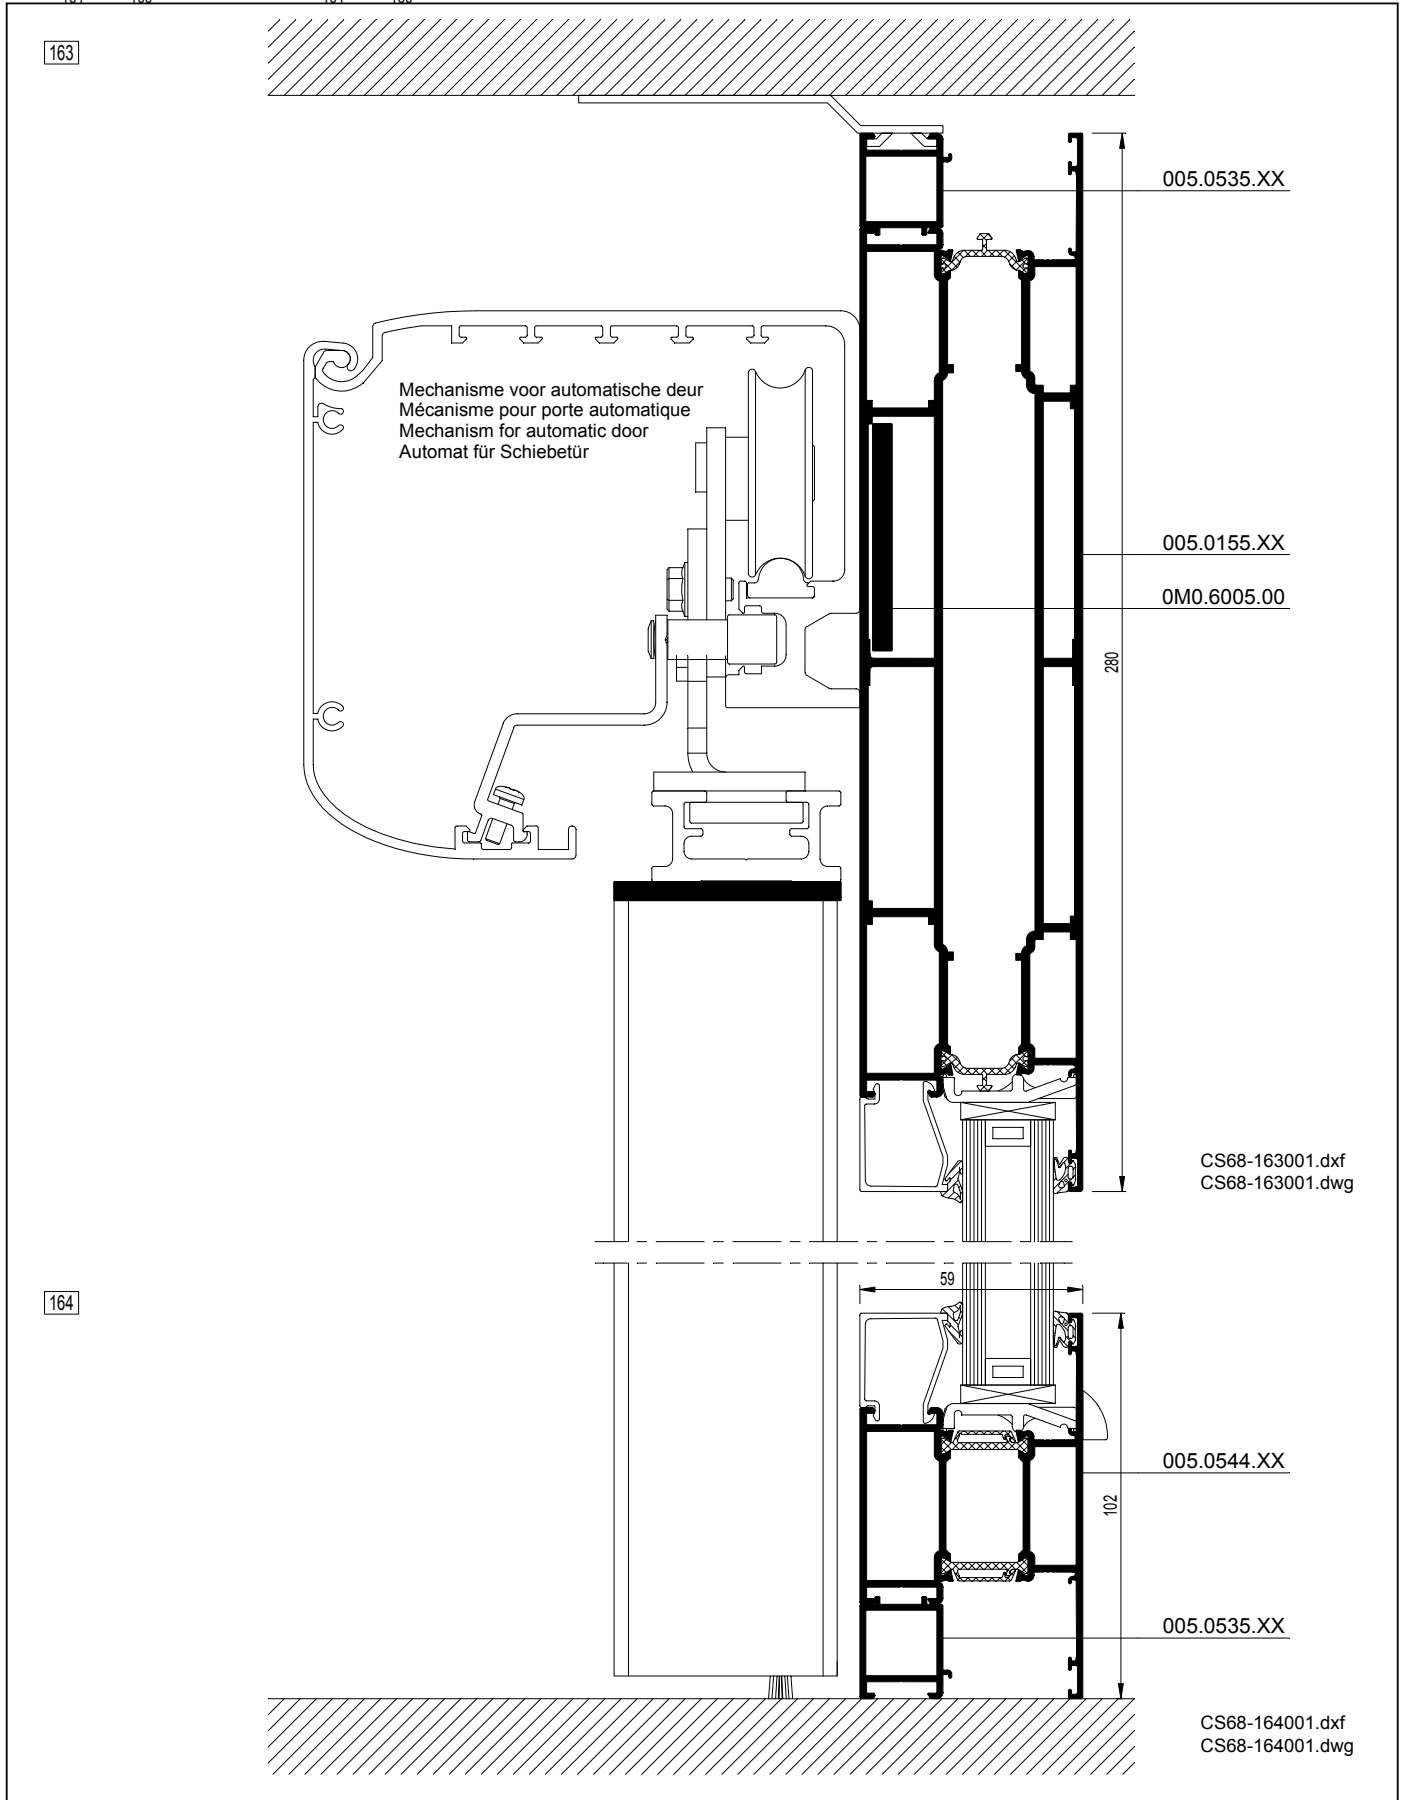 163
005.0535.XX
Mechanisme voor automatische deur
Mécanisme pour porte automatique
Mechanism for automatic door
Automat für Schiebetür
005.0155.XX
0M0.6005.00
280
CS68-163001.dxf
CS68-163001.dwg
59
164
005.0544.XX
102
005.0535.XX
CS68-164001.dxf
CS68-164001.dwg